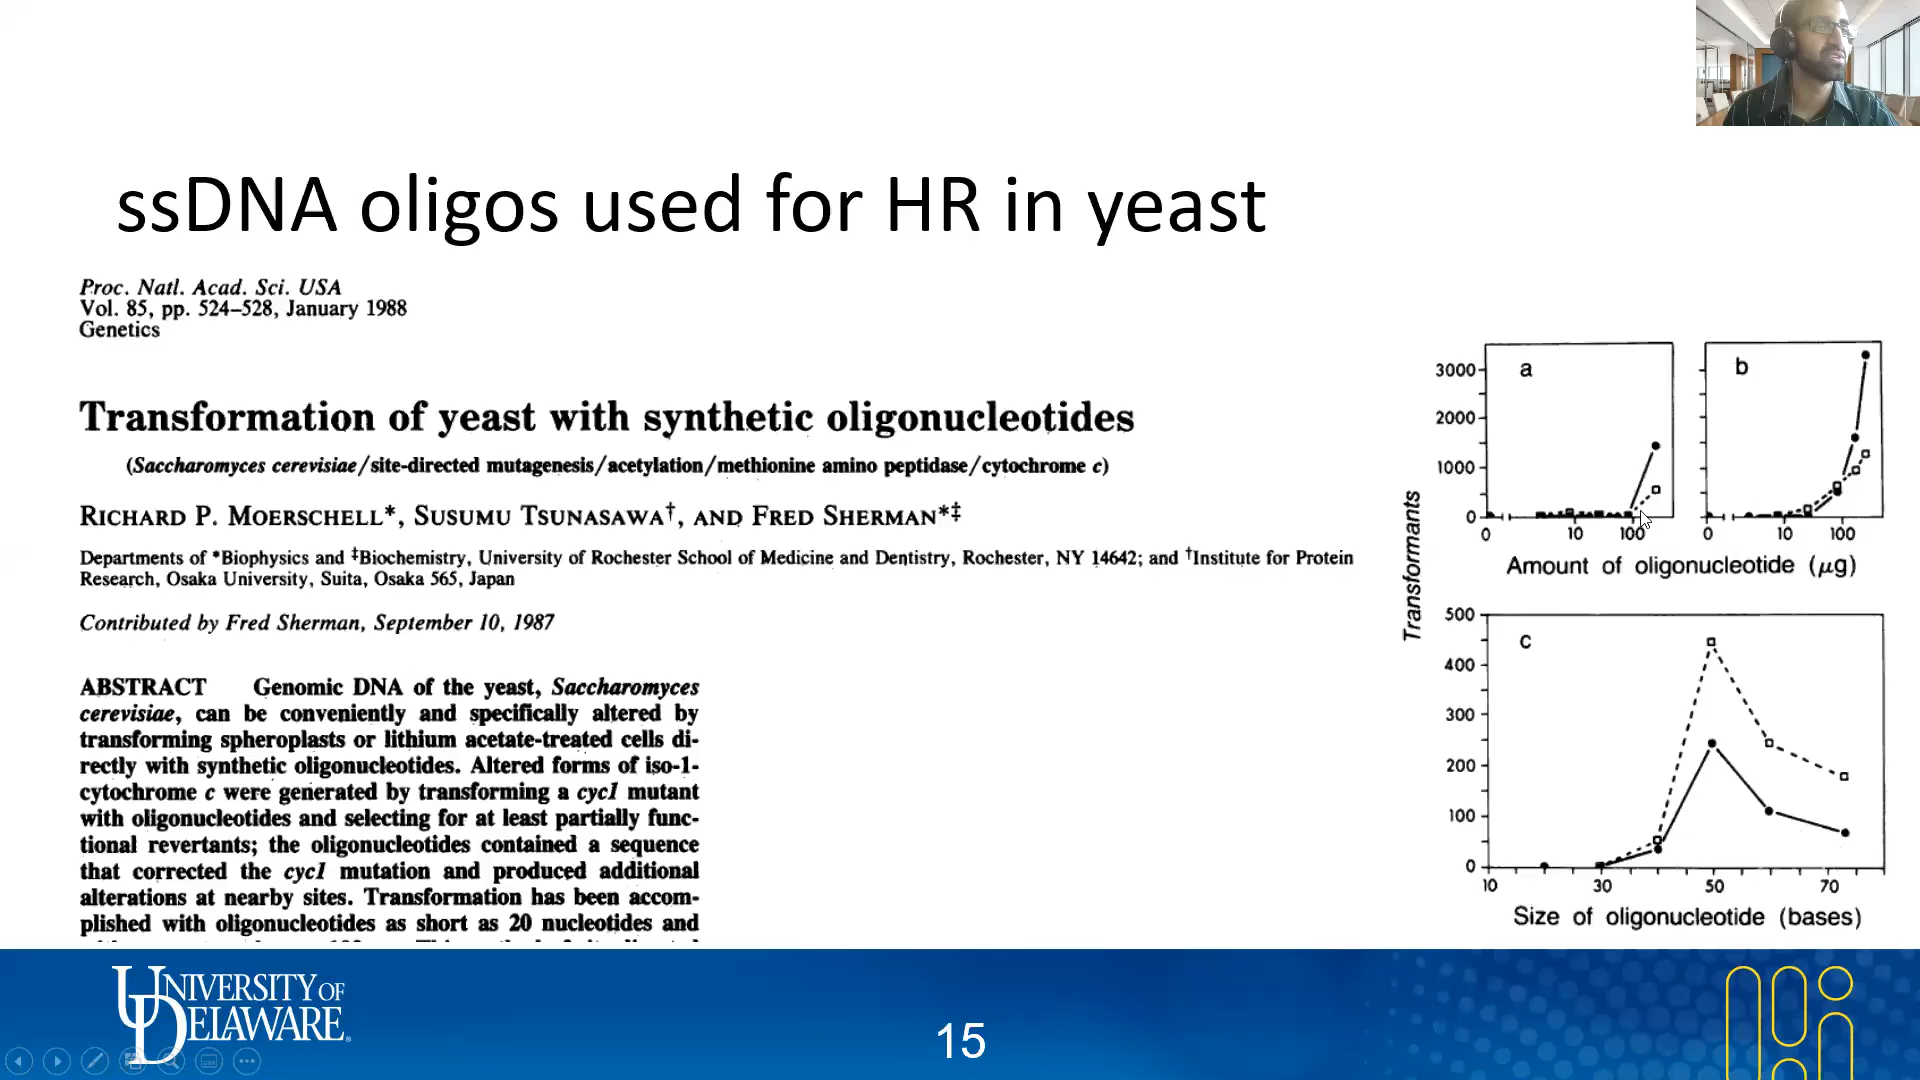 ssDNA oligos used for HR in yeast
Proc. Natl. Acad. Sci. USA
Vol. 85, pp. 524–528, January 1988
Genetics
Transformation of yeast with synthetic oligonucleotides
(Saccharomyces cerevisiae/site-directed mutagenesis/acetylation/methionine amino peptidase/cytochrome c)
RICHARD P. MOERSCHELL*, SUSUMU TSUNASAWA†, AND FRED SHERMAN*‡
Departments of *Biophysics and ‡Biochemistry, University of Rochester School of Medicine and Dentistry, Rochester, NY 14642; and †Institute for Protein
Research, Osaka University, Suita, Osaka 565, Japan
Contributed by Fred Sherman, September 10, 1987
ABSTRACT Genomic DNA of the yeast, Saccharomyces
cerevisiae, can be conveniently and specifically altered by
transforming spheroplasts or lithium acetate-treated cells di-
rectly with synthetic oligonucleotides. Altered forms of iso-1-
cytochrome c were generated by transforming a cyc1 mutant
with oligonucleotides and selecting for at least partially func-
tional revertants; the oligonucleotides contained a sequence
that corrected the cyc1 mutation and produced additional
alterations at nearby sites. Transformation has been accom-
plished with oligonucleotides as short as 20 nucleotides and
Transformants
a
3000
2000
1000
0
0 10 100
b
0 10 100
Amount of oligonucleotide (µg)
c
500
400
300
200
100
0
10 30 50 70
Size of oligonucleotide (bases)
UNIVERSITY OF
DELAWARE
15